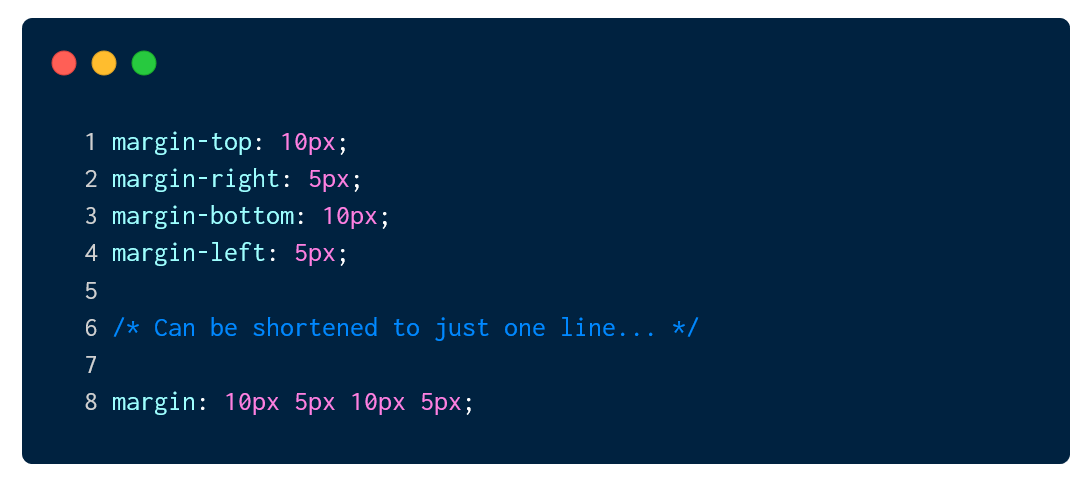 1 margin-top: 10px;
2 margin-right: 5px;
3 margin-bottom: 10px;
4 margin-left: 5px;
5
6 /* Can be shortened to just one line... */
7
8 margin: 10px 5px 10px 5px;